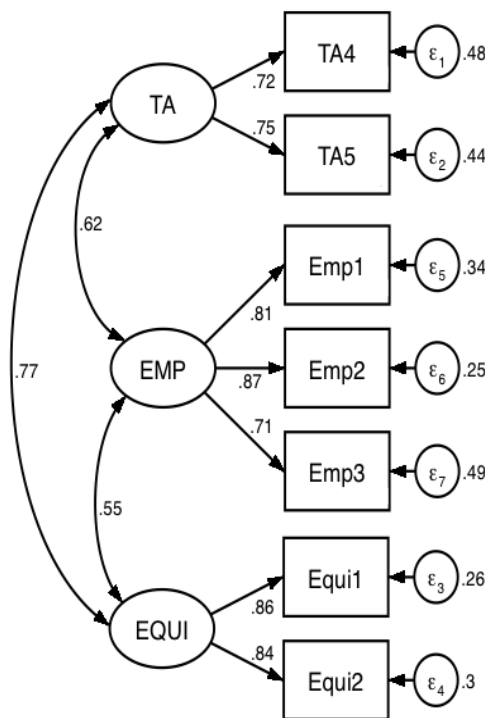 TA4
ε1 .48
.72
TA
.75
TA5
ε2 .44
.62
Emp1
ε5 .34
.81
.77
EMP
.87
Emp2
ε6 .25
.71
Emp3
ε7 .49
.55
Equi1
ε3 .26
.86
EQUI
.84
Equi2
ε4 .3